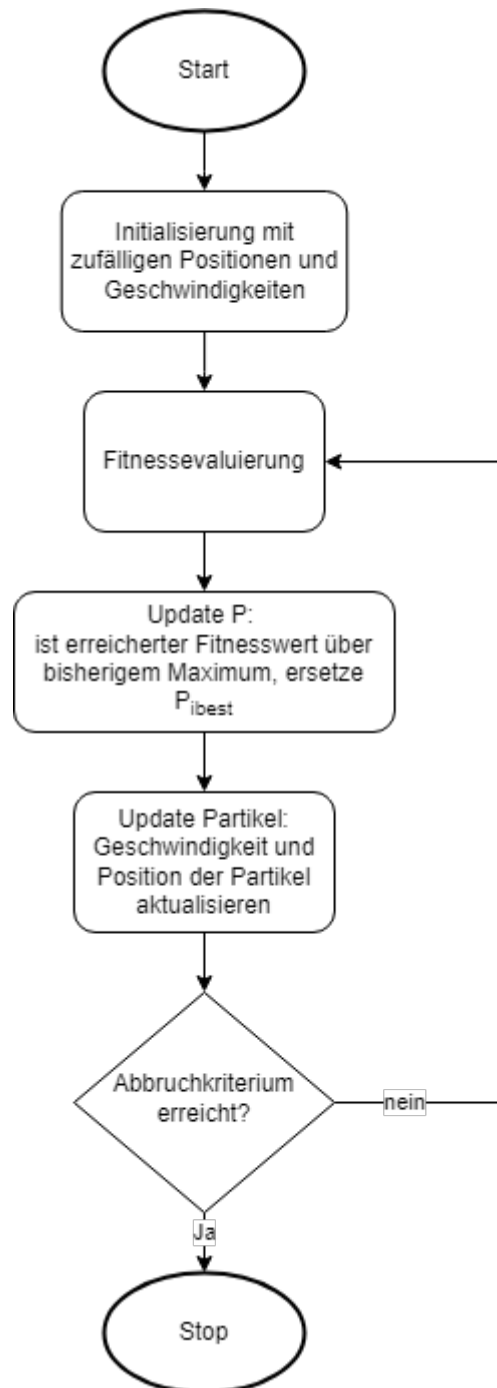 Start
Initialisierung mit
zufälligen Positionen und
Geschwindigkeiten
Fitnessevaluierung
Update P:
ist erreicherter Fitnesswert über
bisherigem Maximum, ersetze
P_ibest
Update Partikel:
Geschwindigkeit und
Position der Partikel
aktualisieren
Abbruchkriterium
erreicht?
nein
Ja
Stop